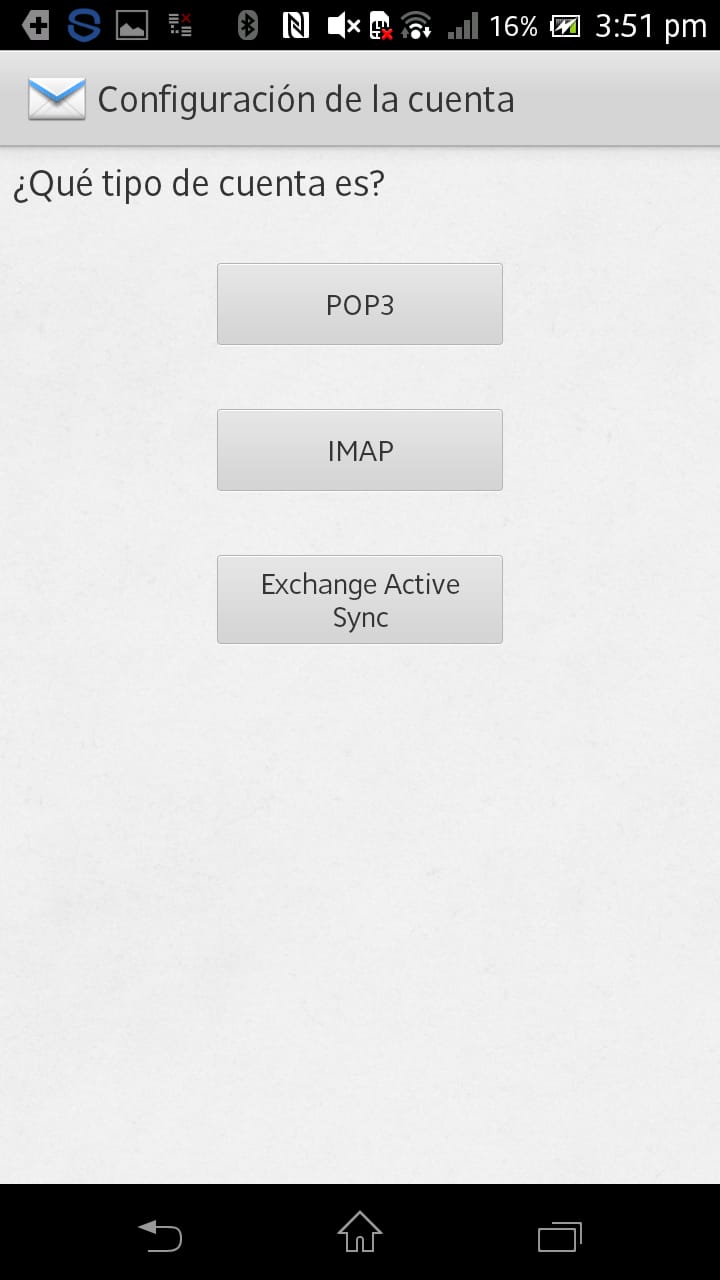 16% 3:51 pm
Configuración de la cuenta
¿Qué tipo de cuenta es?
POP3
IMAP
Exchange Active
Sync